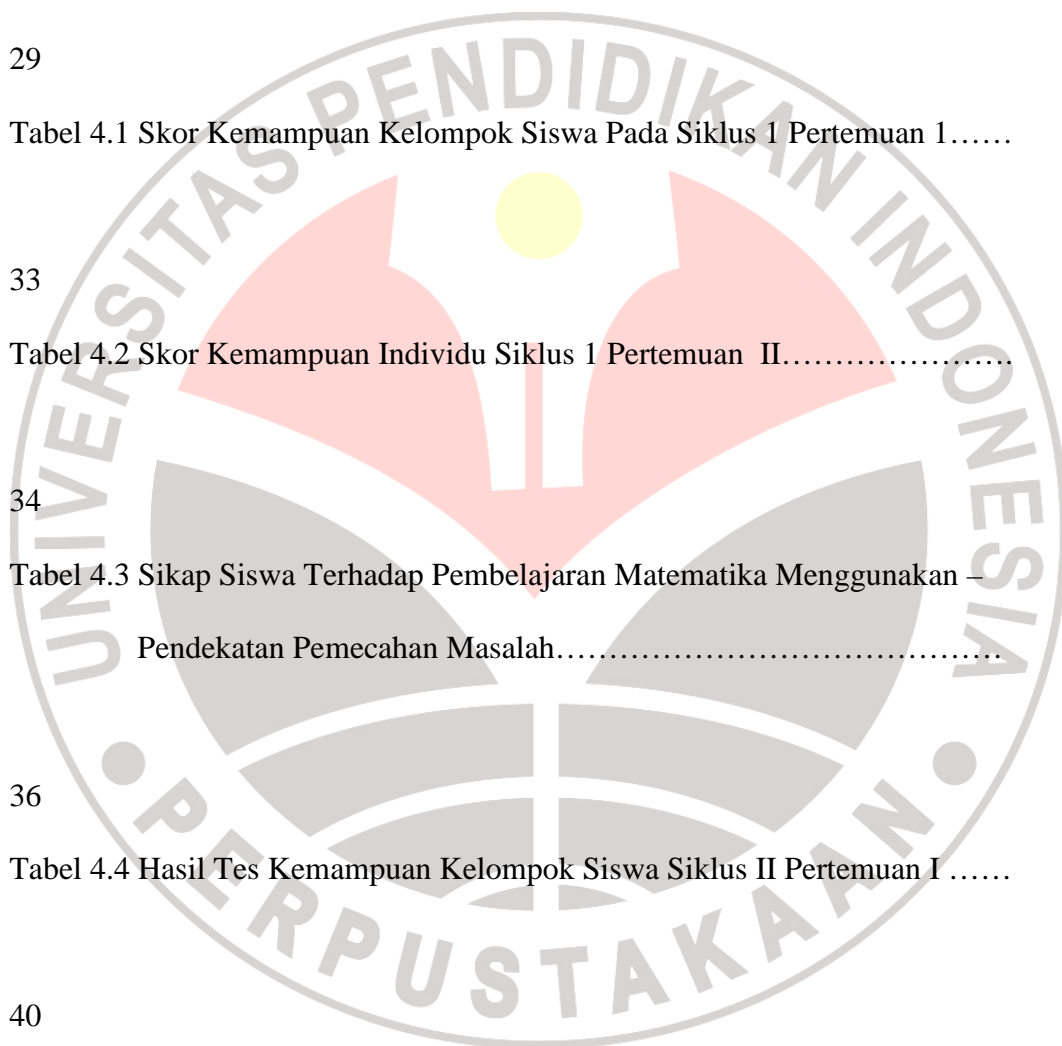 29
Tabel 4.1 Skor Kemampuan Kelompok Siswa Pada Siklus 1 Pertemuan 1……
33
Tabel 4.2 Skor Kemampuan Individu Siklus 1 Pertemuan  II………………….
34
Tabel 4.3 Sikap Siswa Terhadap Pembelajaran Matematika Menggunakan –
Pendekatan Pemecahan Masalah…………………………………….
36
Tabel 4.4 Hasil Tes Kemampuan Kelompok Siswa Siklus II Pertemuan I ……
40
UNIVERSITAS PENDIDIKAN INDONESIA
PERPUSTAKAAN